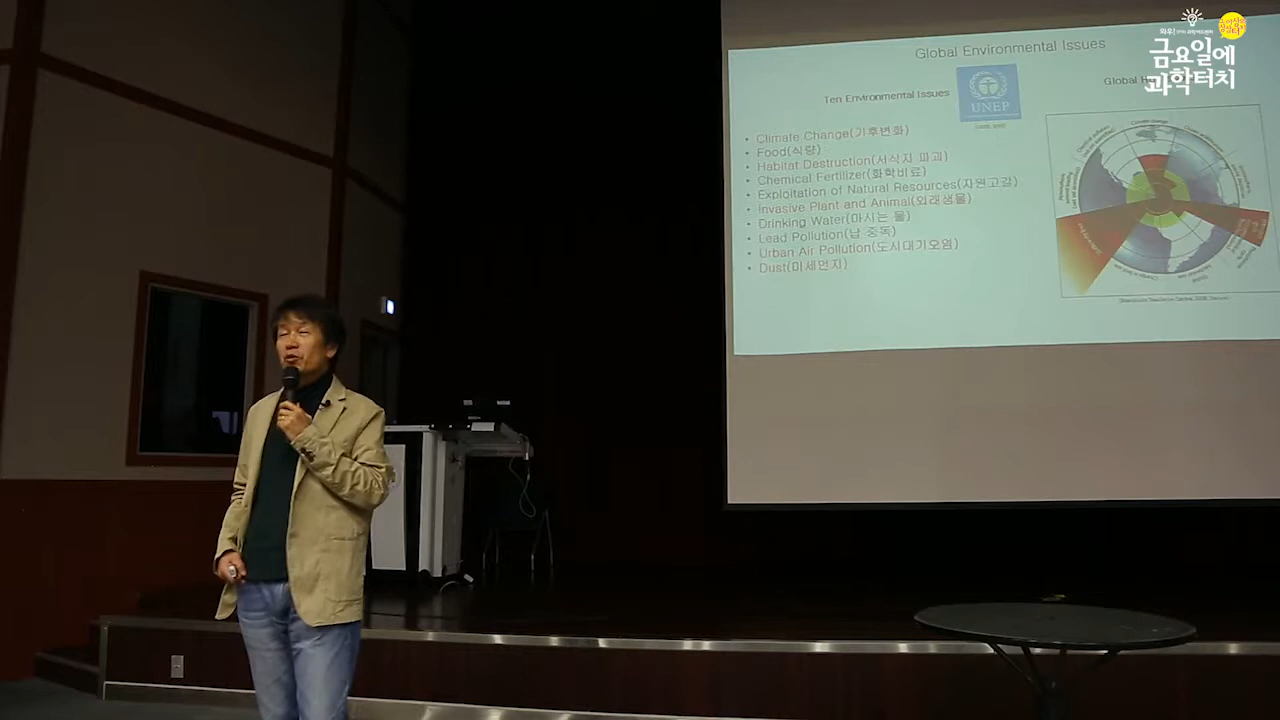 금요일에
과학터치
Global Environmental Issues
Ten Environmental Issues
UNEP
Global
• Climate Change(기후변화)
• Food(식량)
• Habitat Destruction(서식지 파괴)
• Chemical Fertilizer(화학비료)
• Exploitation of Natural Resources(자원고갈)
• Invasive Plant and Animal(외래생물)
• Drinking Water(마시는 물)
• Lead Pollution(납 중독)
• Urban Air Pollution(도시대기오염)
• Dust(미세먼지)
Climate change